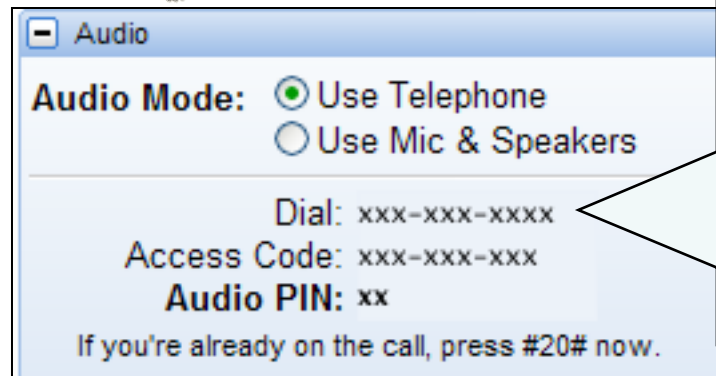 Audio
Audio Mode: Use Telephone
Use Mic & Speakers
Dial: xxx-xxx-xxxx
Access Code: xxx-xxx-xxx
Audio PIN: xx
If you're already on the call, press #20# now.